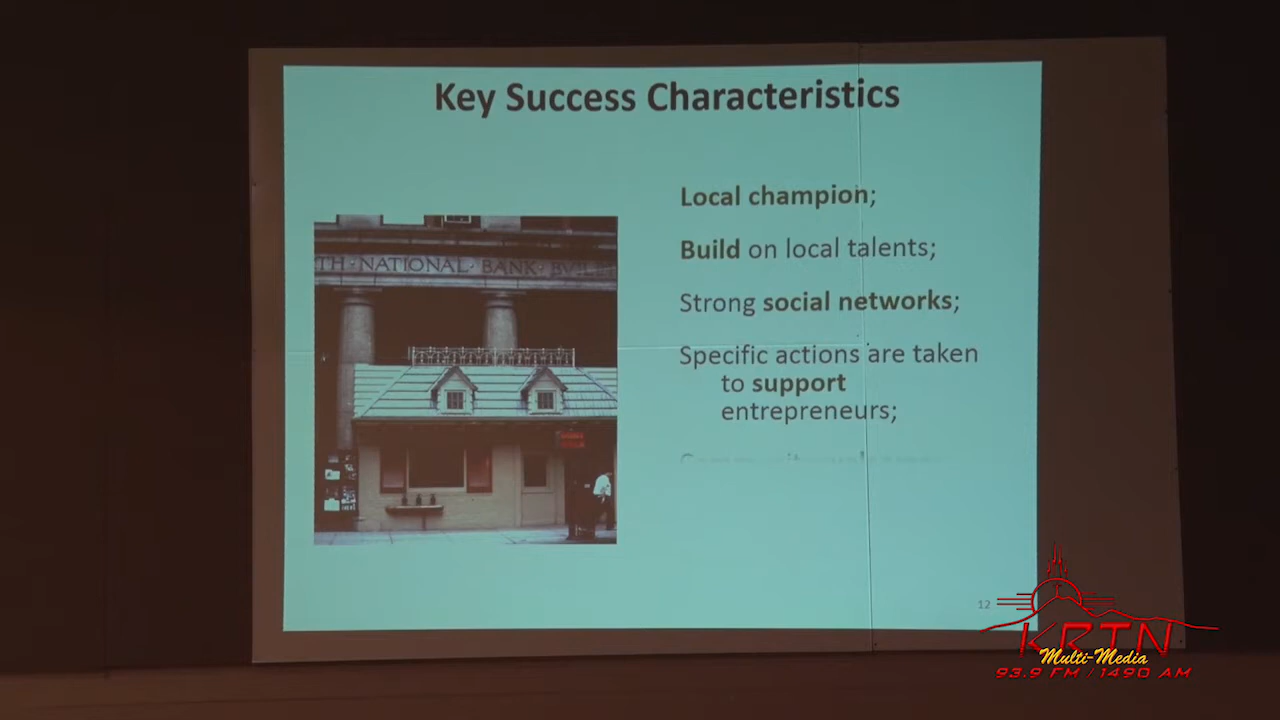 Key Success Characteristics
Local champion;
Build on local talents;
Strong social networks;
Specific actions are taken
to support
entrepreneurs;
TH·NATIONAL·BANK·
12
KRTN
Multi-Media
93.9 FM / 1490 AM